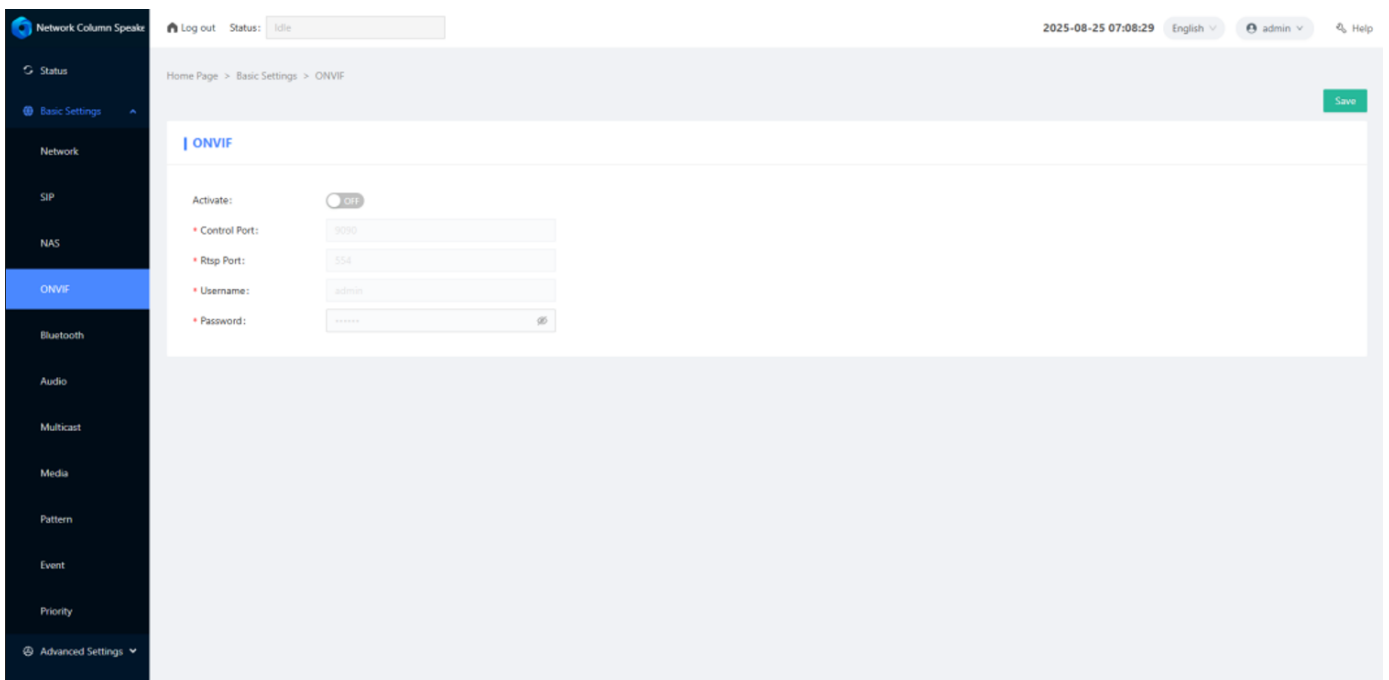 Network Column Speake
Log out Status: Idle
2025-08-25 07:08:29 English admin Help
Status
Basic Settings
Network
SIP
NAS
ONVIF
Bluetooth
Audio
Multicast
Media
Pattern
Event
Priority
Advanced Settings
Home Page > Basic Settings > ONVIF
Save
ONVIF
Activate: OFF
* Control Port: 9090
* Rtsp Port: 554
* Username: admin
* Password: ••••••